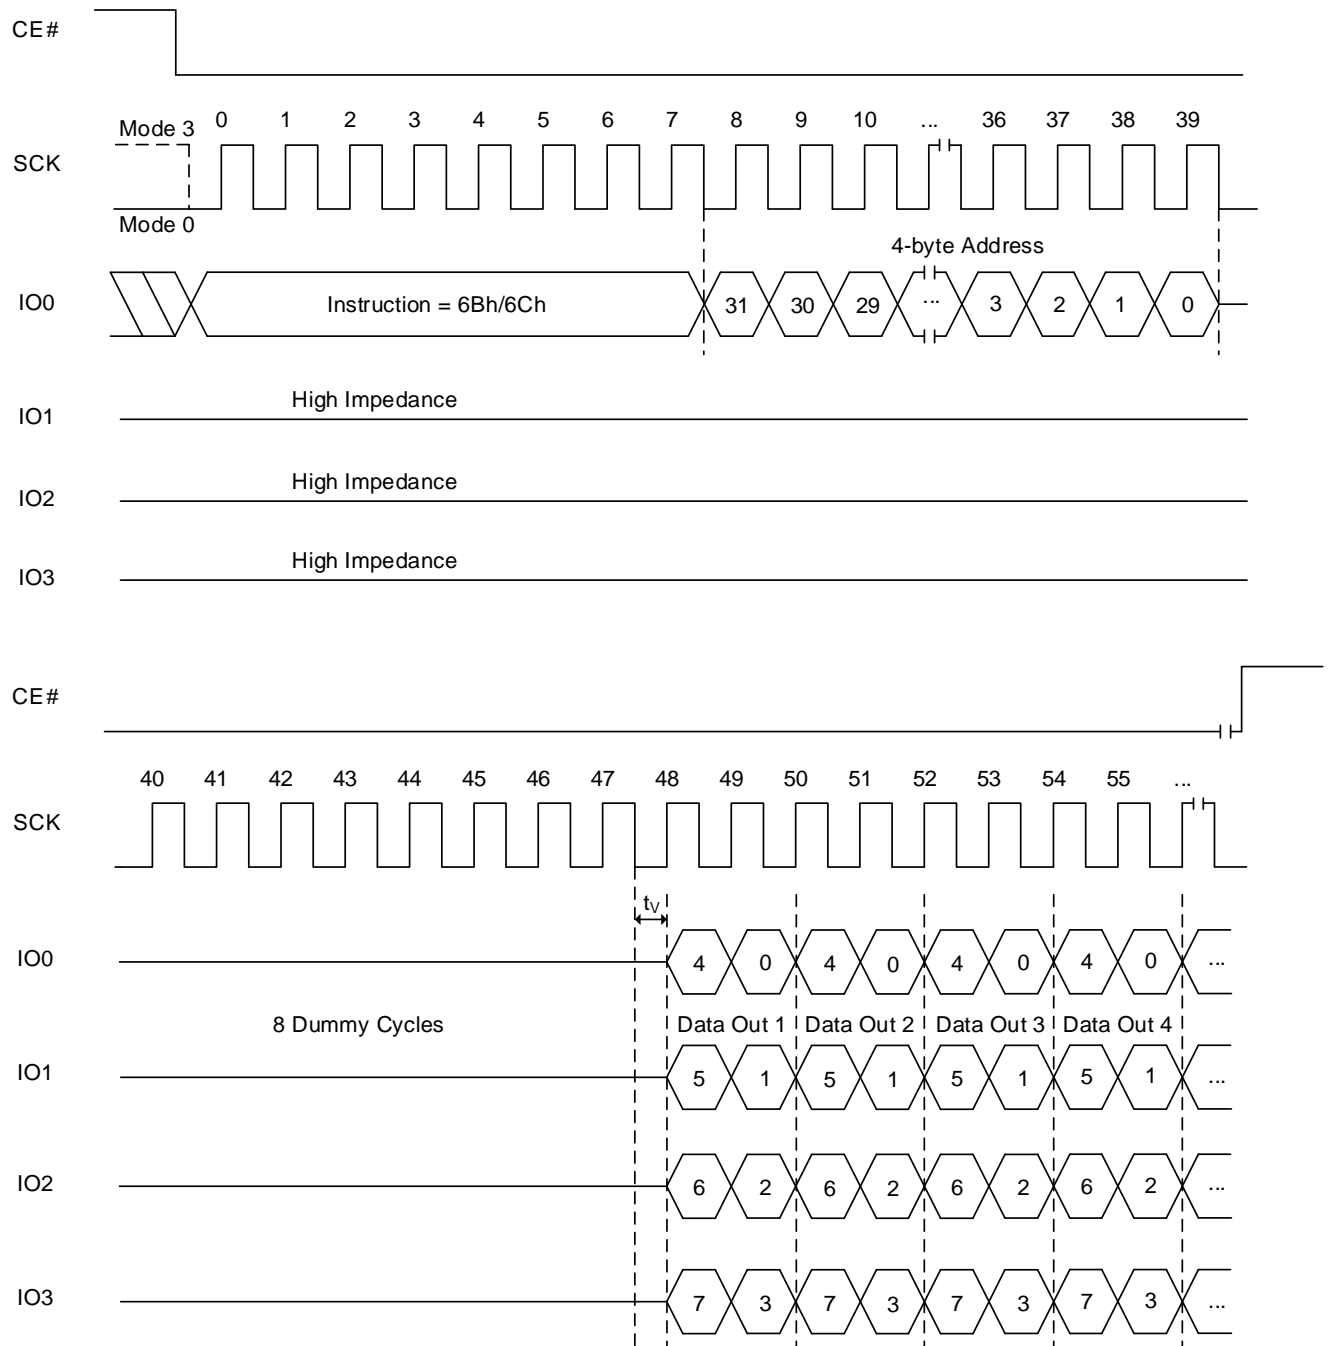 CE#
Mode 3 0 1 2 3 4 5 6 7 8 9 10 ... 36 37 38 39
SCK
Mode 0
4-byte Address
IO0 Instruction = 6Bh/6Ch 31 30 29 ... 3 2 1 0
High Impedance
IO1
High Impedance
IO2
High Impedance
IO3
CE#
40 41 42 43 44 45 46 47 48 49 50 51 52 53 54 55 ...
SCK
tV
IO0 4 0 4 0 4 0 4 0 ...
8 Dummy Cycles Data Out 1 Data Out 2 Data Out 3 Data Out 4
IO1 5 1 5 1 5 1 5 1 ...
IO2 6 2 6 2 6 2 6 2 ...
IO3 7 3 7 3 7 3 7 3 ...